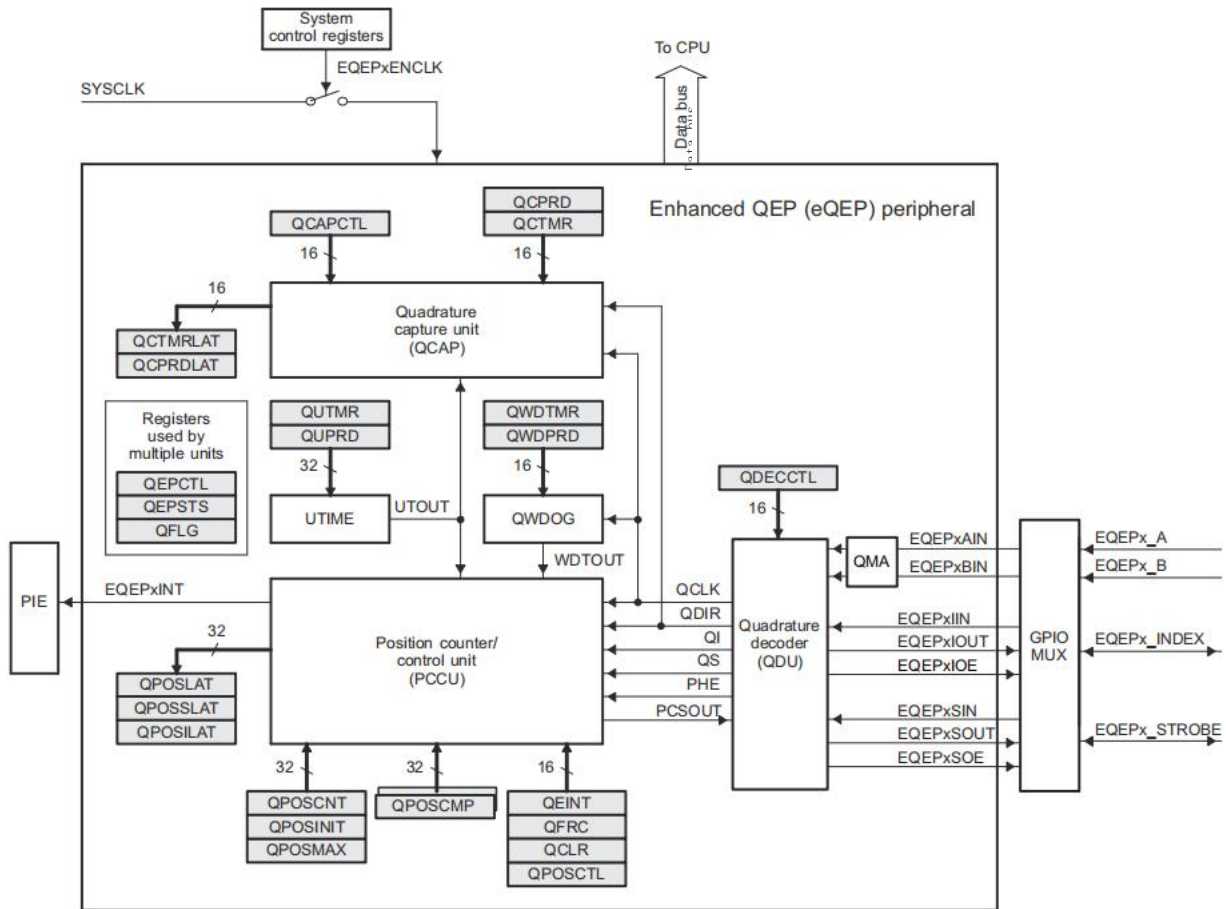 System
control registers
To CPU
EQEPxENCLK
SYSCLK
Data bus
Enhanced QEP (eQEP) peripheral
QCPRD
QCAPCTL
QCTMR
16
16
16
Quadrature
capture unit
(QCAP)
QCTMRLAT
QCPRDLAT
Registers
used by
multiple units
QEPCTL
QEPSTS
QFLG
QUTMR
QUPRD
32
QWDTMR
QWDPRD
16
UTIME
UTOUT
QWDOG
WDTOUT
QDECCTL
16
EQEPxAIN
EQEPxBIN
QMA
EQEPx_A
EQEPx_B
PIE
EQEPxINT
QCLK
QDIR
QI
QS
PHE
PCSOUT
Position counter/
control unit
(PCCU)
Quadrature
decoder
(QDU)
EQEPxIIN
EQEPxIOUT
EQEPxIOE
EQEPxSIN
EQEPxSOUT
EQEPxSOE
GPIO
MUX
EQEPx_INDEX
EQEPx_STROBE
32
QPOSLAT
QPOSSLAT
QPOSILAT
32
32
16
QPOSCNT
QPOSINIT
QPOSMAX
QPOSCMP
QEINT
QFRC
QCLR
QPOSCTL